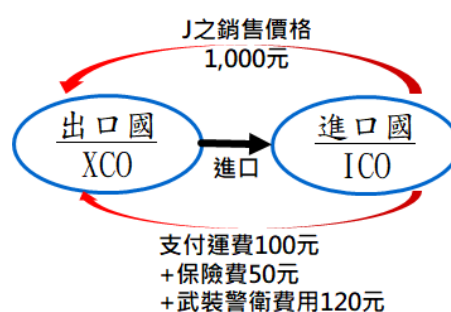 J之銷售價格
1,000元
出口國
XCO
進口
進口國
ICO
支付運費100元
+保險費50元
+武裝警衛費用120元